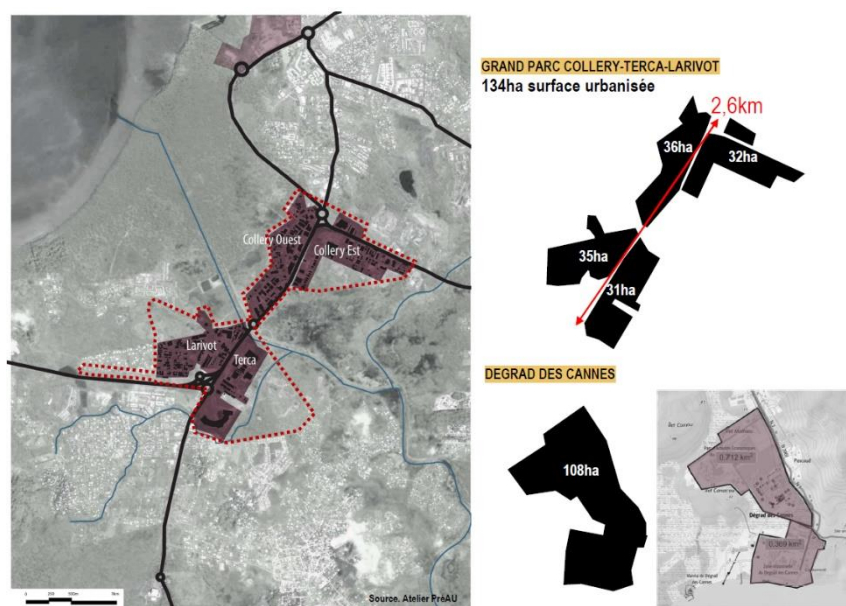 GRAND PARC COLLERY-TERCA-LARIVOT
134ha surface urbanisée
2,6km
36ha
32ha
35ha
31ha
Collery Ouest
Collery Est
Larivot
Terca
DEGRAD DES CANNES
108ha
0.712 km²
Dégrad des Cannes
0.369 km²
Source. Atelier PréAU